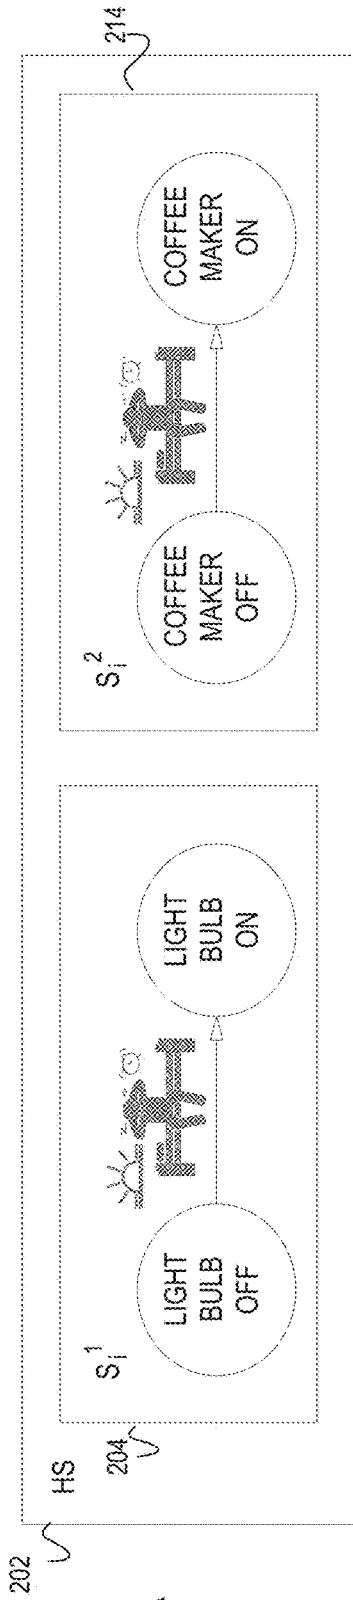 202
HS
204
S_i^1
LIGHT
BULB
OFF
LIGHT
BULB
ON
S_i^2
COFFEE
MAKER
OFF
COFFEE
MAKER
ON
214